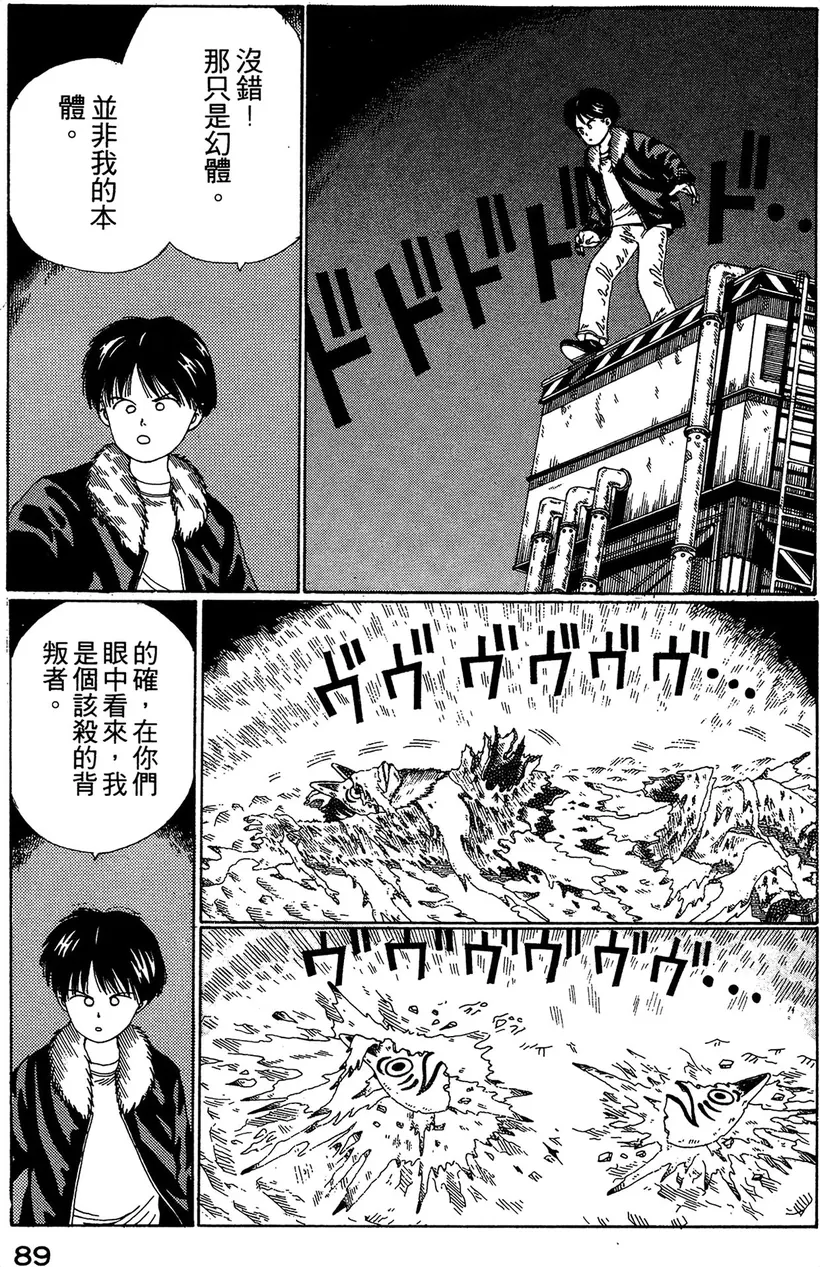 ドドドドドド‥
沒錯！
那只是幻體。
並非我的本
體。
ヴヴヴヴヴヴ…
ヴヴヴヴヴヴ…
的確，在你們
眼中看來，我
是個該殺的背
叛者。
89